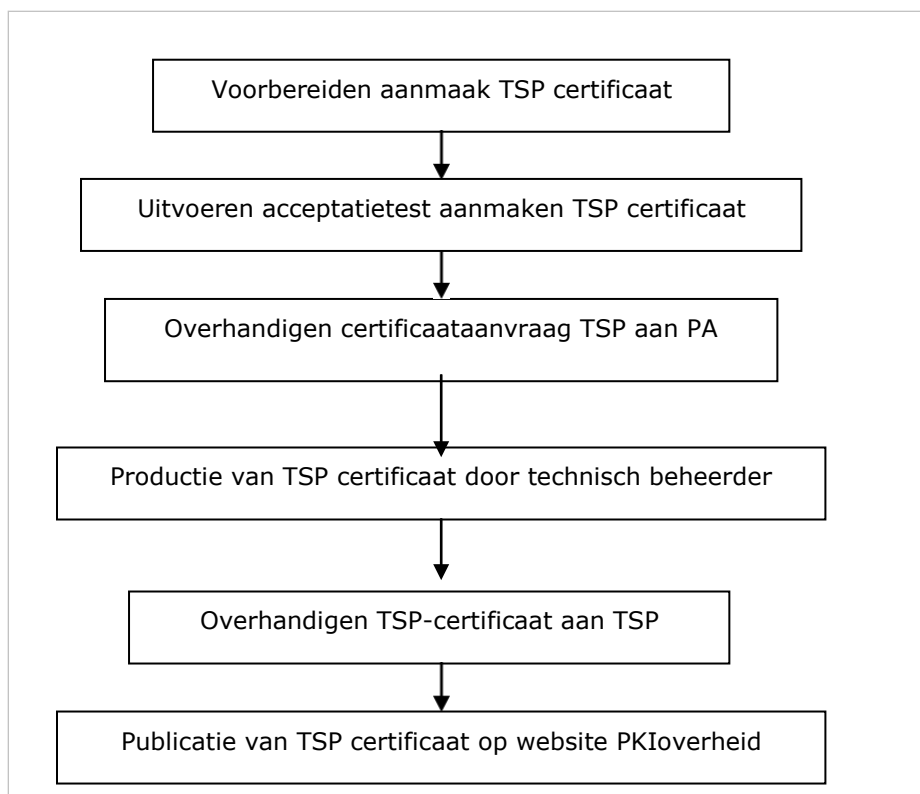 Voorbereiden aanmaak TSP certificaat
Uitvoeren acceptatietest aanmaken TSP certificaat
Overhandigen certificaataanvraag TSP aan PA
Productie van TSP certificaat door technisch beheerder
Overhandigen TSP-certificaat aan TSP
Publicatie van TSP certificaat op website PKIoverheid